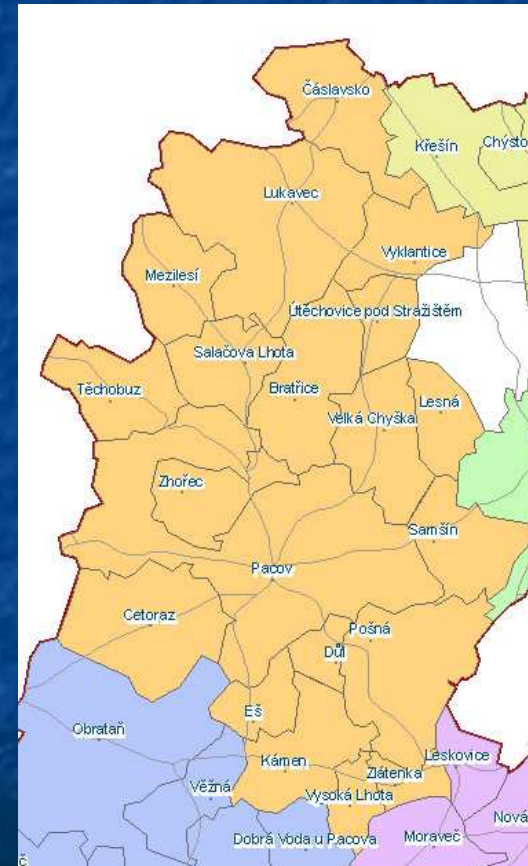 Čáslavsko
Křešín
Chýsto
Lukavec
Vyklantice
Mezilesí
Útěchovice pod Stražištěm
Salačova Lhota
Těchobuz
Bratřice
Lesná
Velká Chyška
Zhořec
Samšín
Pacov
Cetoraz
Pošná
Důl
Eš
Obrataň
Leskovice
Kámen
Zlátenka
Věžná
Vysoká Lhota
Nová
Dobrá Voda u Pacova
Moraveč
č